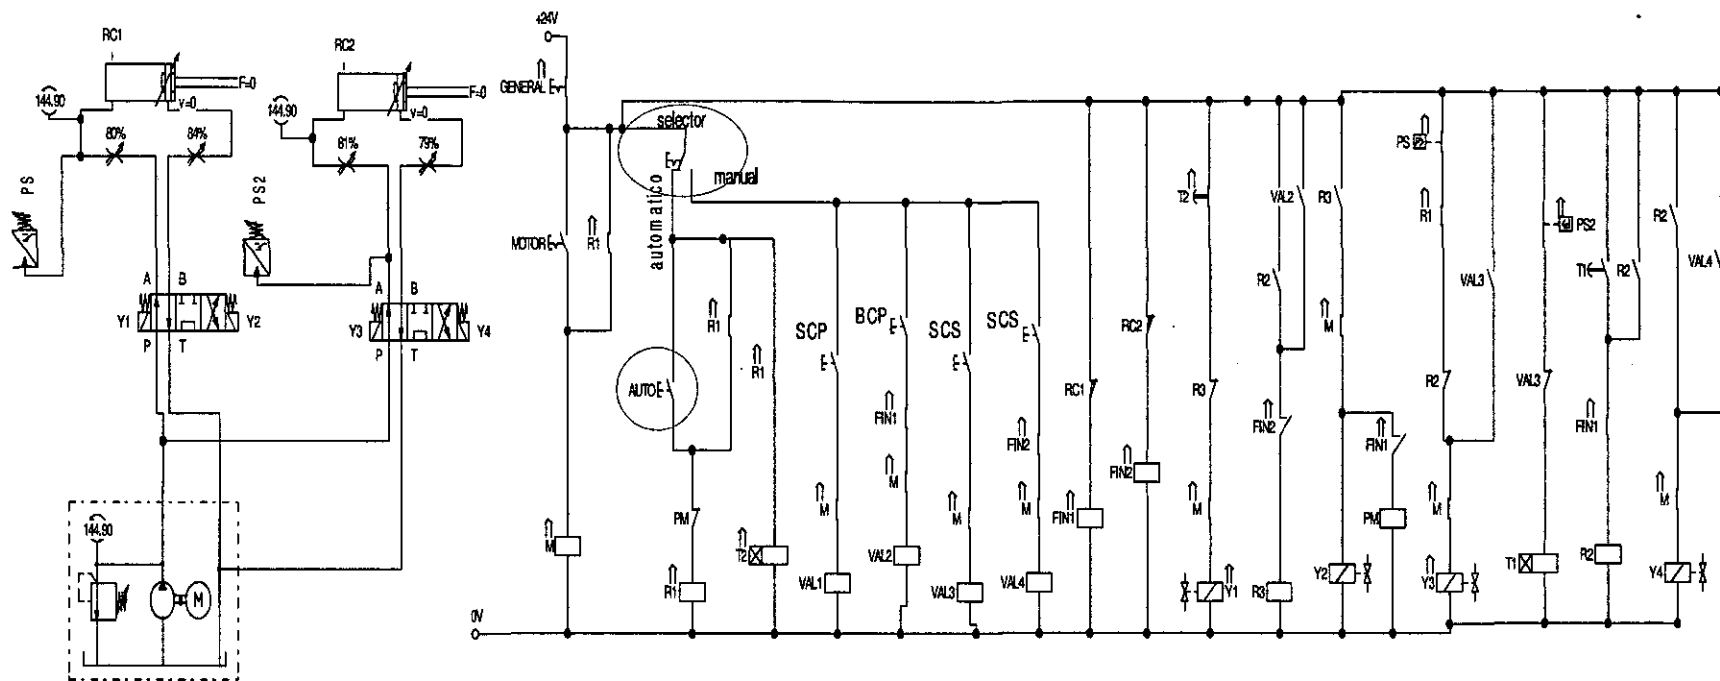 RC1
F=0
V=0
144.90
80%
84%
PS
A B
Y1 Y2
P T
RC2
F=0
V=0
144.90
81%
79%
PS2
A B
Y3 Y4
P T
144.90
M
+24V
GENERAL
selector
manual
automatico
MOTOR
R1
R1
R1
AUTO
PM
M
R1
T2
SCP
BCP
SCS
SCS
FIN1
FIN2
M
M
M
M
VAL1
VAL2
VAL3
VAL4
0V
RC1
FIN1
RC2
FIN2
T2
R3
M
Y1
VAL2
R2
FIN2
R3
R3
M
FIN1
Y2
PM
PS
R1
R2
VAL3
M
Y3
PS2
VAL3
T1
T1
R2
FIN1
R2
R2
VAL4
M
Y4